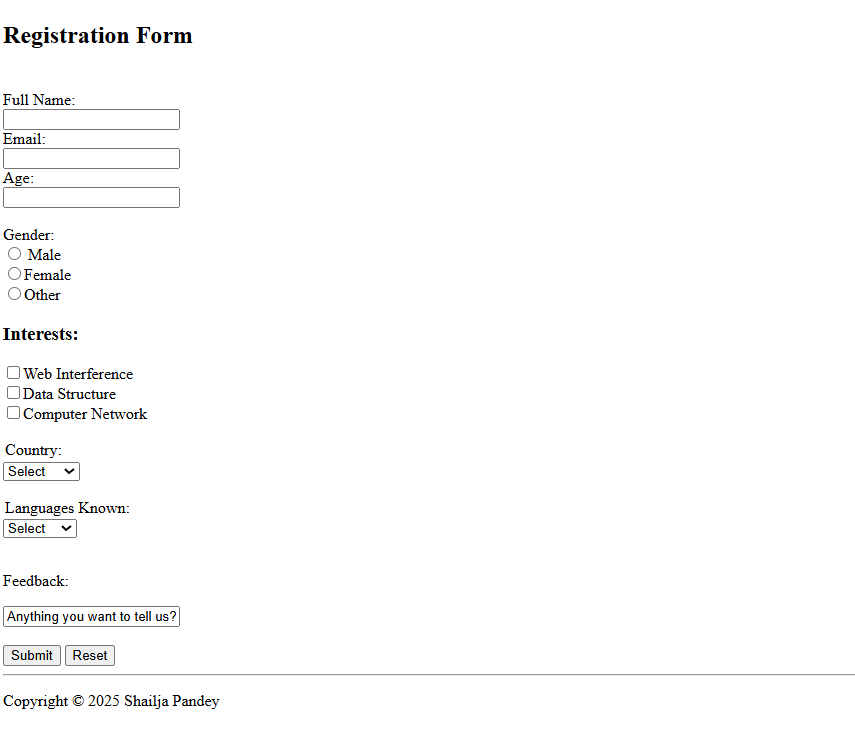 Registration Form
Full Name:
Email:
Age:
Gender:
Male
Female
Other
Interests:
Web Interference
Data Structure
Computer Network
Country:
Select
Languages Known:
Select
Feedback:
Anything you want to tell us?
Submit Reset
Copyright © 2025 Shailja Pandey